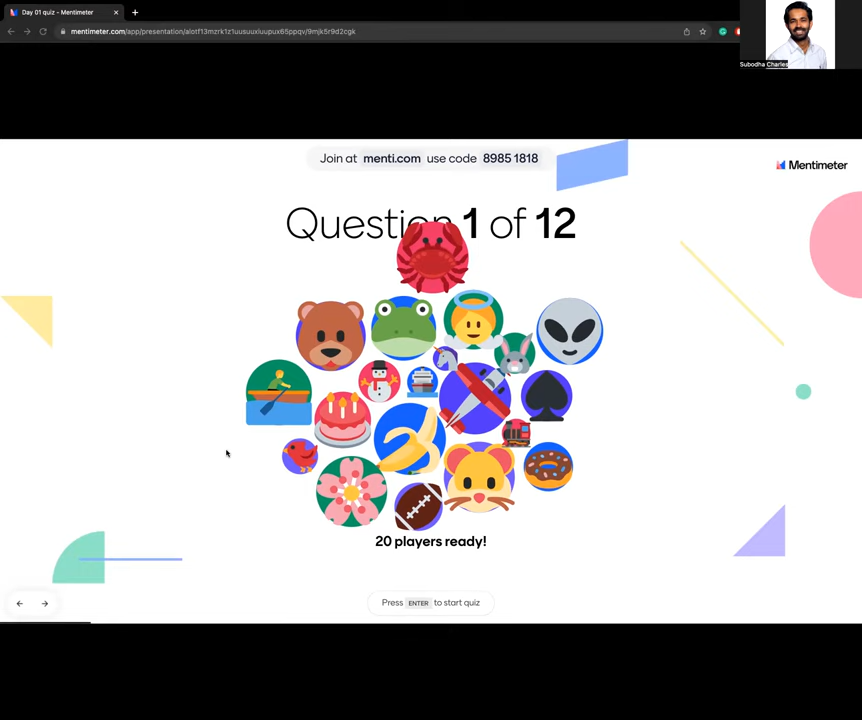 Day 01 quiz - Mentimeter
mentimeter.com/app/presentation/alotf13mzrk1z1uusuuxiuupux65ppqv/9mjk5r9d2cgk
Subodha Charles
Join at menti.com use code 8985 1818
Mentimeter
Question 1 of 12
20 players ready!
Press ENTER to start quiz